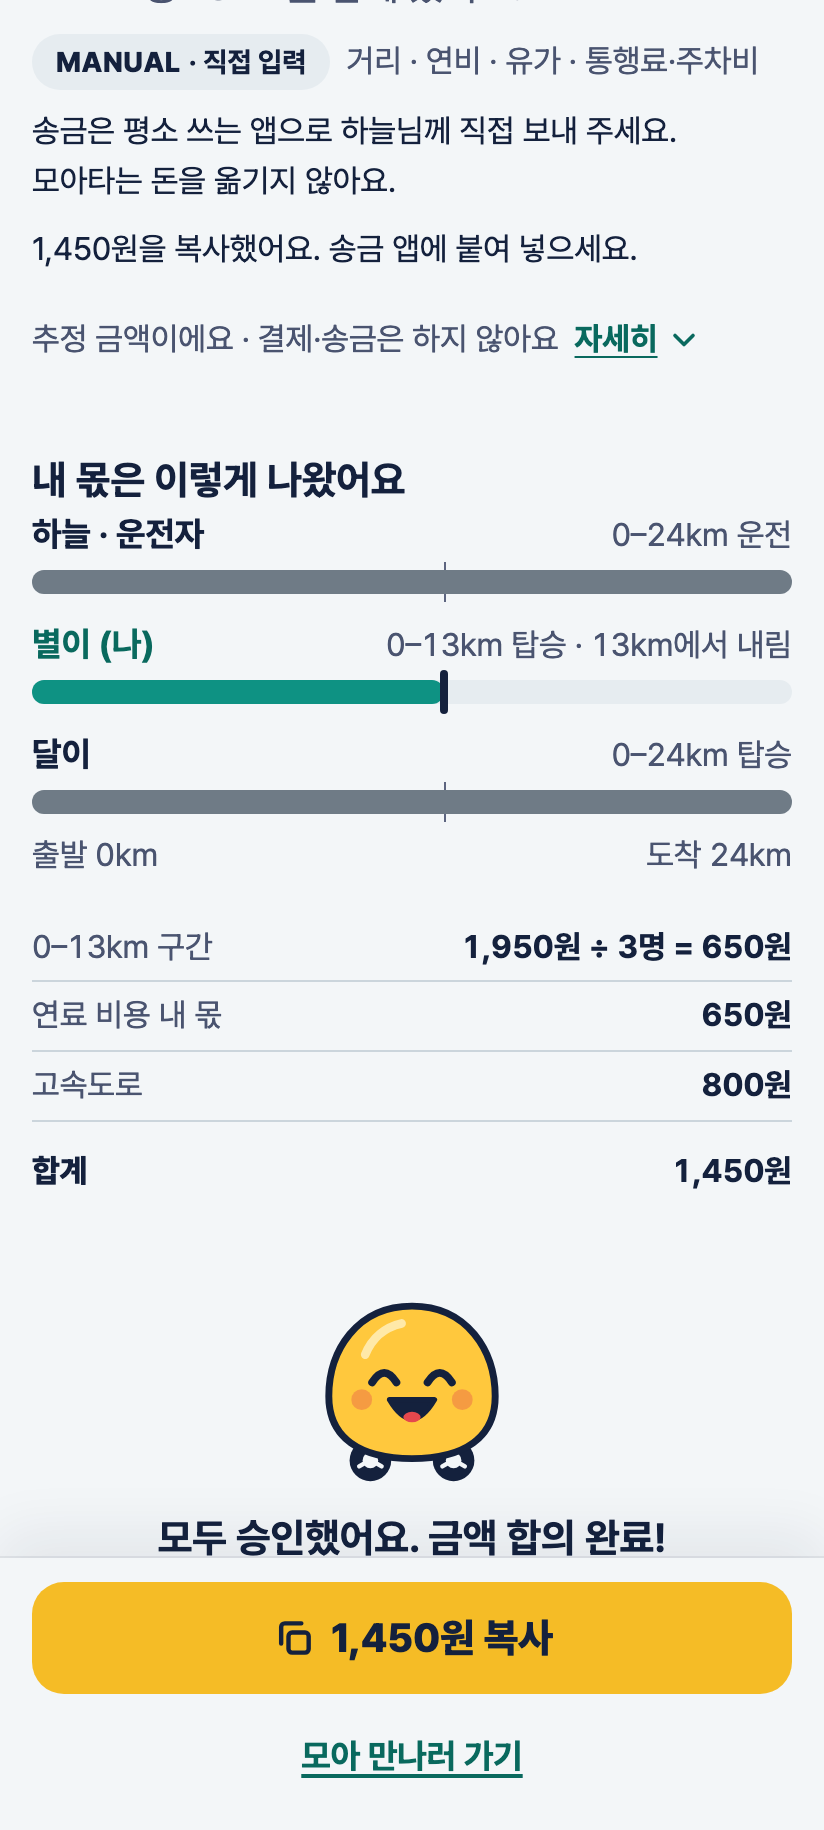 MANUAL · 직접 입력 거리 · 연비 · 유가 · 통행료·주차비
송금은 평소 쓰는 앱으로 하늘님께 직접 보내 주세요.
모아타는 돈을 옮기지 않아요.
1,450원을 복사했어요. 송금 앱에 붙여 넣으세요.
추정 금액이에요 · 결제·송금은 하지 않아요 자세히
내 몫은 이렇게 나왔어요
하늘 · 운전자 0–24km 운전
별이 (나) 0–13km 탑승 · 13km에서 내림
달이 0–24km 탑승
출발 0km 도착 24km
0–13km 구간 1,950원 ÷ 3명 = 650원
연료 비용 내 몫 650원
고속도로 800원
합계 1,450원
모두 승인했어요. 금액 합의 완료!
1,450원 복사
모아 만나러 가기